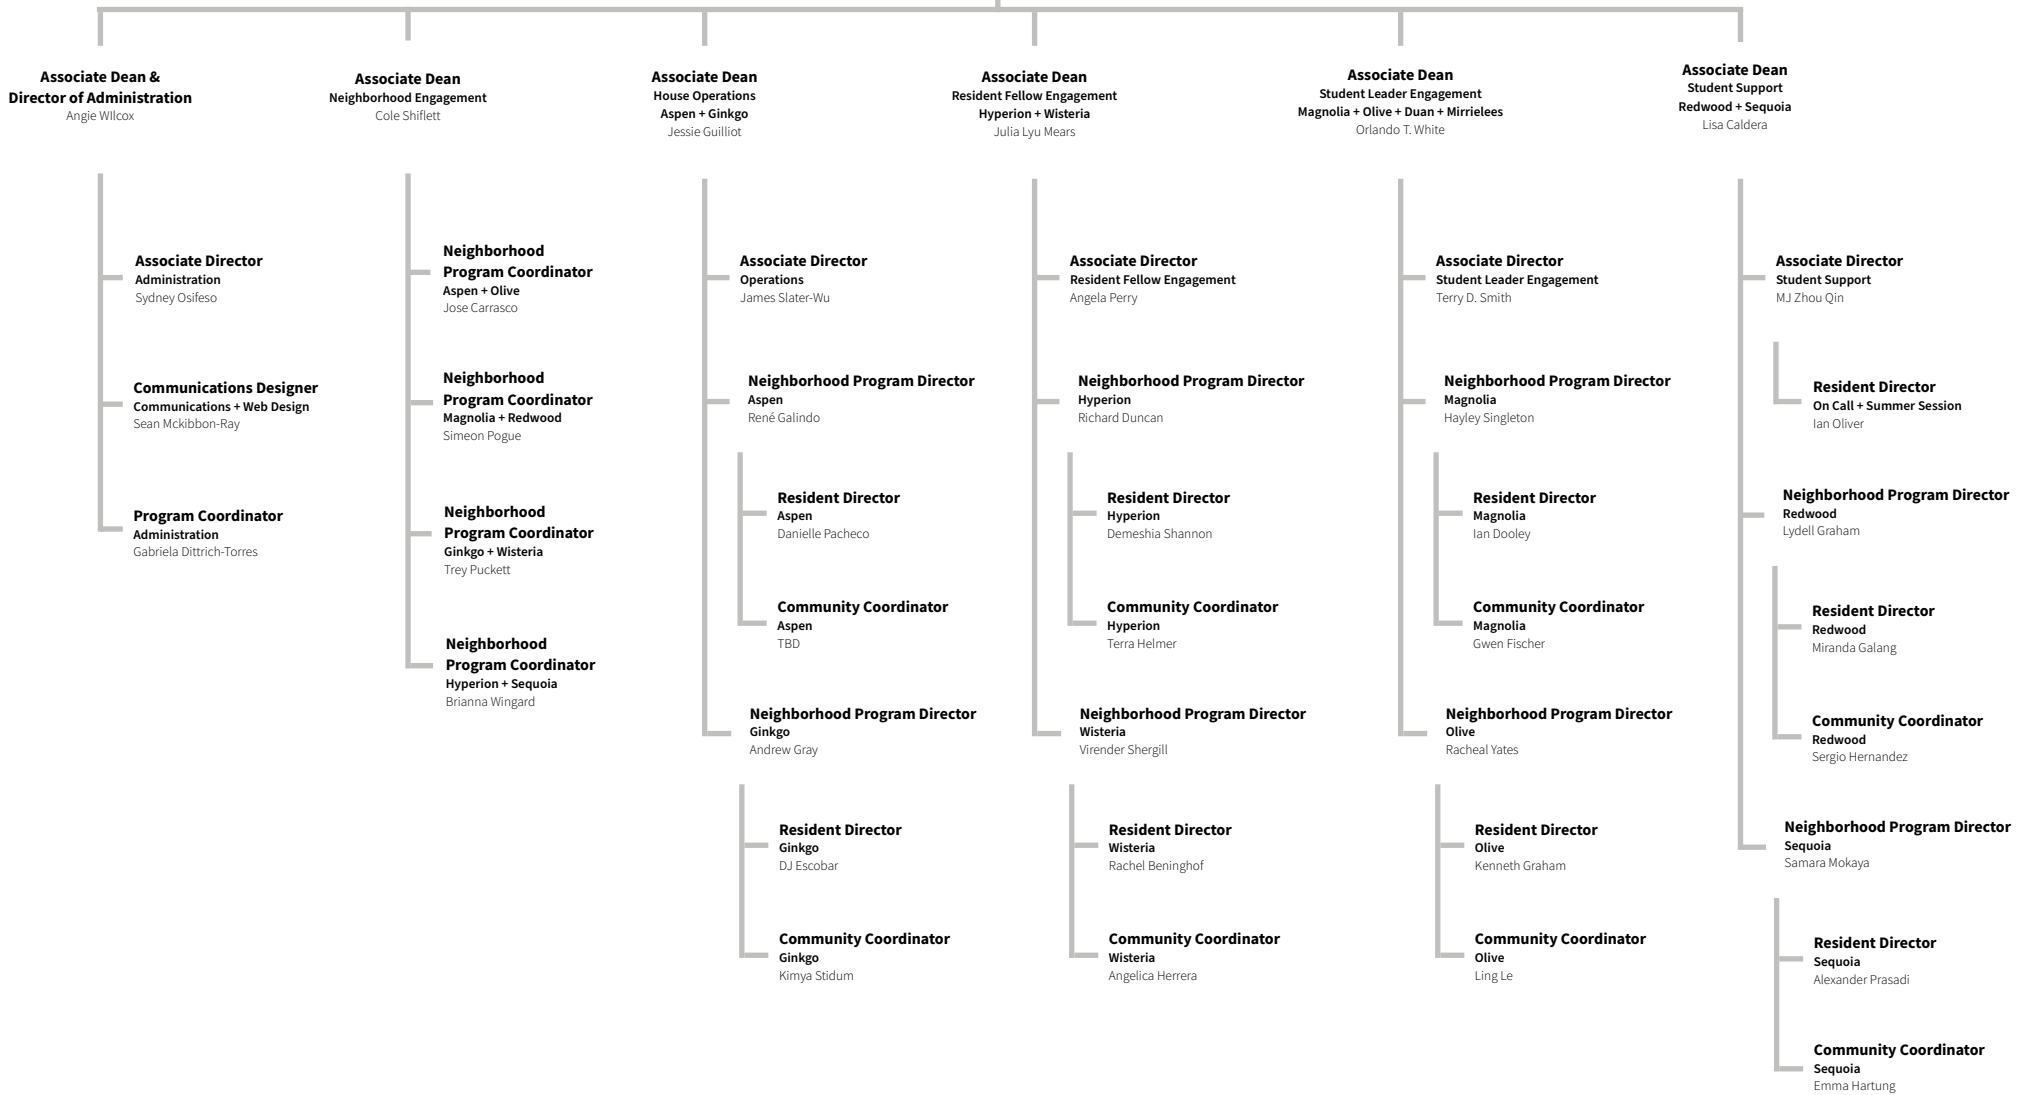 Associate Dean &
Director of Administration
Angie WIlcox
Associate Director
Administration
Sydney Osifeso
Communications Designer
Communications + Web Design
Sean Mckibbon-Ray
Program Coordinator
Administration
Gabriela Dittrich-Torres
Associate Dean
Neighborhood Engagement
Cole Shiflett
Neighborhood
Program Coordinator
Aspen + Olive
Jose Carrasco
Neighborhood
Program Coordinator
Magnolia + Redwood
Simeon Pogue
Neighborhood
Program Coordinator
Ginkgo + Wisteria
Trey Puckett
Neighborhood
Program Coordinator
Hyperion + Sequoia
Brianna Wingard
Associate Dean
House Operations
Aspen + Ginkgo
Jessie Guilliot
Associate Director
Operations
James Slater-Wu
Neighborhood Program Director
Aspen
René Galindo
Resident Director
Aspen
Danielle Pacheco
Community Coordinator
Aspen
TBD
Neighborhood Program Director
Ginkgo
Andrew Gray
Resident Director
Ginkgo
DJ Escobar
Community Coordinator
Ginkgo
Kimya Stidum
Associate Dean
Resident Fellow Engagement
Hyperion + Wisteria
Julia Lyu Mears
Associate Director
Resident Fellow Engagement
Angela Perry
Neighborhood Program Director
Hyperion
Richard Duncan
Resident Director
Hyperion
Demeshia Shannon
Community Coordinator
Hyperion
Terra Helmer
Neighborhood Program Director
Wisteria
Virender Shergill
Resident Director
Wisteria
Rachel Beninghof
Community Coordinator
Wisteria
Angelica Herrera
Associate Dean
Student Leader Engagement
Magnolia + Olive + Duan + Mirrielees
Orlando T. White
Associate Director
Student Leader Engagement
Terry D. Smith
Neighborhood Program Director
Magnolia
Hayley Singleton
Resident Director
Magnolia
Ian Dooley
Community Coordinator
Magnolia
Gwen Fischer
Neighborhood Program Director
Olive
Racheal Yates
Resident Director
Olive
Kenneth Graham
Community Coordinator
Olive
Ling Le
Associate Dean
Student Support
Redwood + Sequoia
Lisa Caldera
Associate Director
Student Support
MJ Zhou Qin
Resident Director
On Call + Summer Session
Ian Oliver
Neighborhood Program Director
Redwood
Lydell Graham
Resident Director
Redwood
Miranda Galang
Community Coordinator
Redwood
Sergio Hernandez
Neighborhood Program Director
Sequoia
Samara Mokaya
Resident Director
Sequoia
Alexander Prasadi
Community Coordinator
Sequoia
Emma Hartung